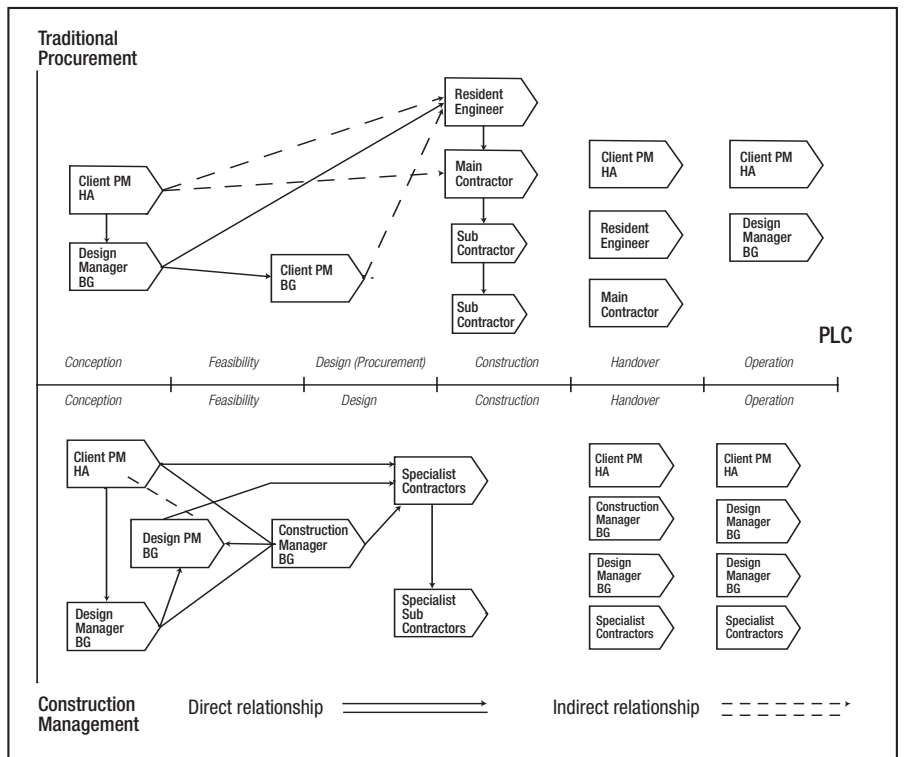 Traditional
Procurement
Resident
Engineer
Client PM
HA
Main
Contractor
Client PM
HA
Client PM
HA
Design
Manager
BG
Client PM
BG
Sub
Contractor
Resident
Engineer
Design
Manager
BG
Sub
Contractor
Main
Contractor
PLC
Conception
Feasibility
Design (Procurement)
Construction
Handover
Operation
Conception
Feasibility
Design
Construction
Handover
Operation
Client PM
HA
Specialist
Contractors
Client PM
HA
Client PM
HA
Design PM
BG
Construction
Manager
BG
Construction
Manager
BG
Design
Manager
BG
Design
Manager
BG
Specialist
Sub
Contractors
Design
Manager
BG
Design
Manager
BG
Specialist
Contractors
Specialist
Contractors
Construction
Management
Direct relationship
Indirect relationship